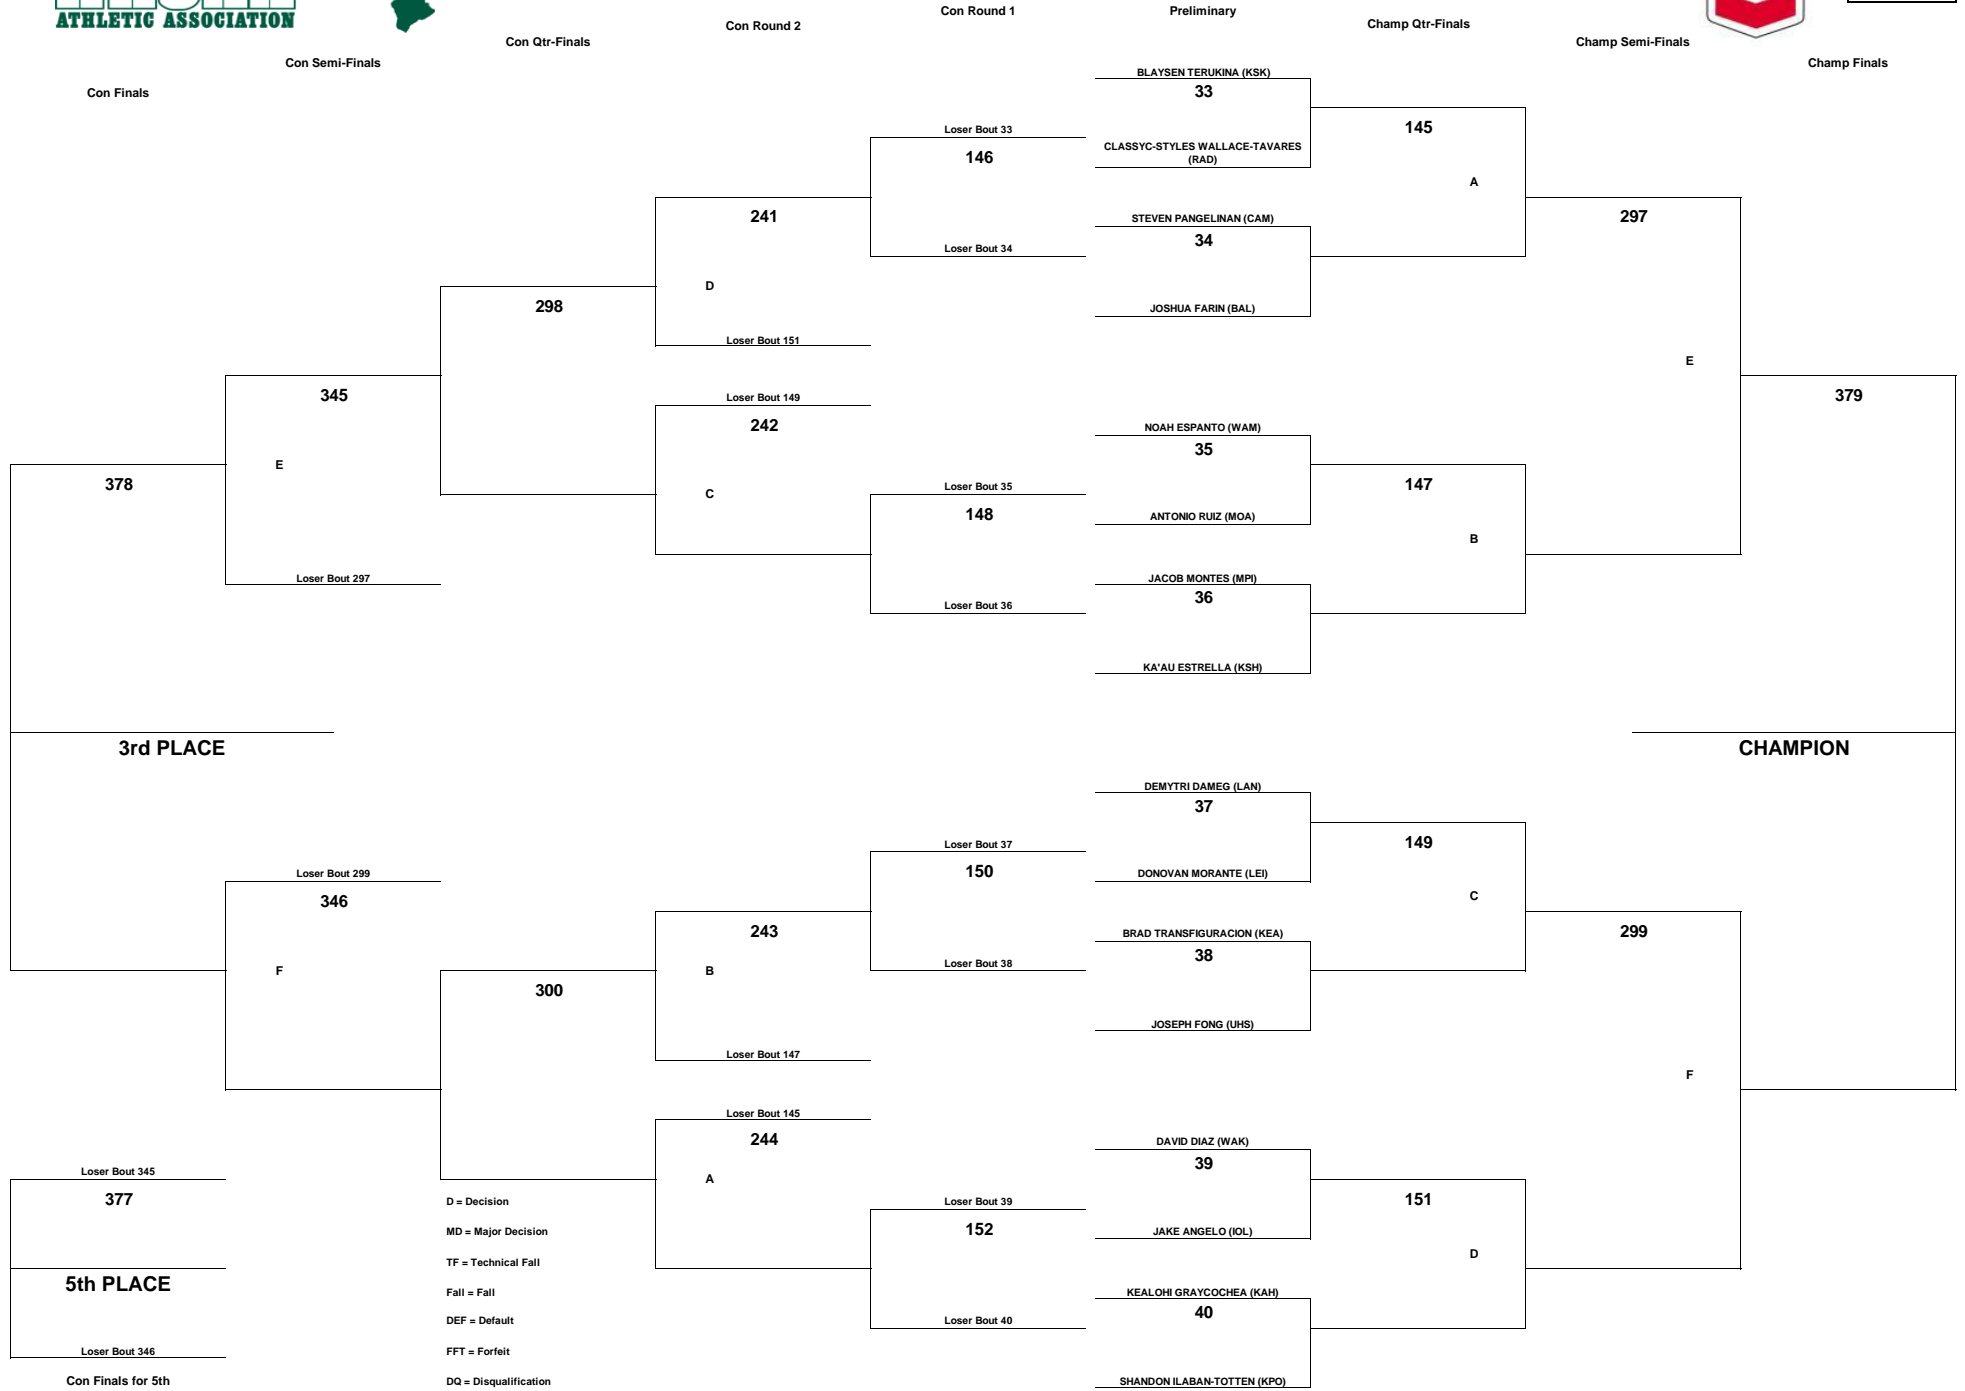 ATHLETIC ASSOCIATION
Con Finals
Con Semi-Finals
Con Qtr-Finals
Con Round 2
Con Round 1
Preliminary
Champ Qtr-Finals
Champ Semi-Finals
Champ Finals
BLAYSEN TERUKINA (KSK)
33
CLASSYC-STYLES WALLACE-TAVARES
(RAD)
STEVEN PANGELINAN (CAM)
34
JOSHUA FARIN (BAL)
NOAH ESPANTO (WAM)
35
ANTONIO RUIZ (MOA)
JACOB MONTES (MPI)
36
KA'AU ESTRELLA (KSH)
DEMYTRI DAMEG (LAN)
37
DONOVAN MORANTE (LEI)
BRAD TRANSFIGURACION (KEA)
38
JOSEPH FONG (UHS)
DAVID DIAZ (WAK)
39
JAKE ANGELO (IOL)
KEALOHI GRAYCOCHEA (KAH)
40
SHANDON ILABAN-TOTTEN (KPO)
145
A
147
B
149
C
151
D
297
E
299
F
379
CHAMPION
Loser Bout 33
146
Loser Bout 34
Loser Bout 35
148
Loser Bout 36
Loser Bout 37
150
Loser Bout 38
Loser Bout 39
152
Loser Bout 40
241
D
Loser Bout 151
Loser Bout 149
242
C
243
B
Loser Bout 147
Loser Bout 145
244
A
298
300
345
E
Loser Bout 297
Loser Bout 299
346
F
378
3rd PLACE
Loser Bout 345
377
5th PLACE
Loser Bout 346
Con Finals for 5th
D = Decision
MD = Major Decision
TF = Technical Fall
Fall = Fall
DEF = Default
FFT = Forfeit
DQ = Disqualification